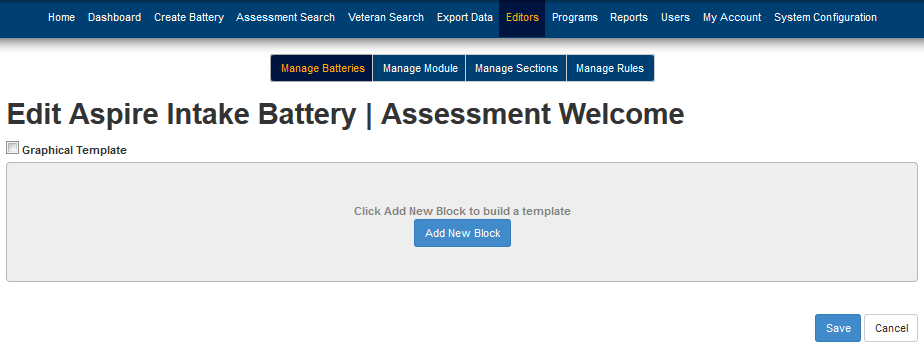 Home Dashboard Create Battery Assessment Search Veteran Search Export Data Editors Programs Reports Users My Account System Configuration
Manage Batteries Manage Module Manage Sections Manage Rules
Edit Aspire Intake Battery | Assessment Welcome
Graphical Template
Click Add New Block to build a template
Add New Block
Save Cancel